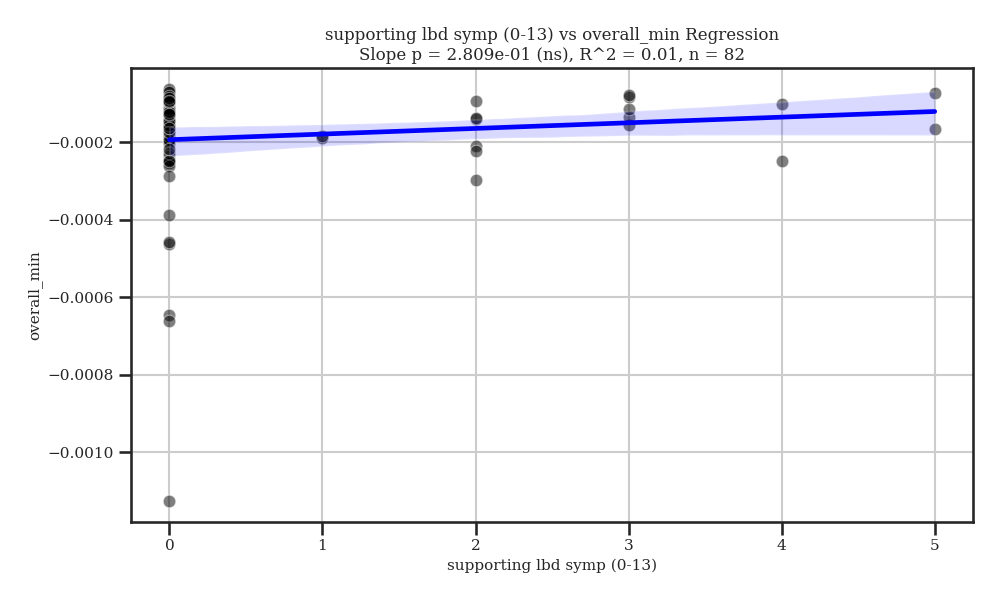 supporting lbd symp (0-13) vs overall_min Regression
Slope p = 2.809e-01 (ns), R^2 = 0.01, n = 82
overall_min
−0.0002
−0.0004
−0.0006
−0.0008
−0.0010
0 1 2 3 4 5
supporting lbd symp (0-13)